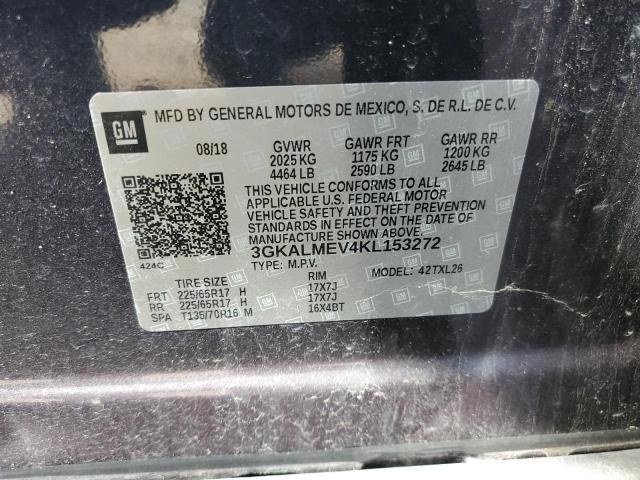 MFD BY GENERAL MOTORS DE MEXICO, S. DE R.L. DE C.V.
GM
08/18 GVWR GAWR FRT GAWR RR
2025 KG 1175 KG 1200 KG
4464 LB 2590 LB 2645 LB
THIS VEHICLE CONFORMS TO ALL
APPLICABLE U.S. FEDERAL MOTOR
VEHICLE SAFETY AND THEFT PREVENTION
STANDARDS IN EFFECT ON THE DATE OF
MANUFACTURE SHOWN ABOVE.
3GKALMEV4KL153272
424C TYPE: M.P.V. MODEL: 42TXL26
TIRE SIZE RIM
FRT 225/65R17 H 17X7J
RR 225/65R17 H 17X7J
SPA T135/70R16 M 16X4BT